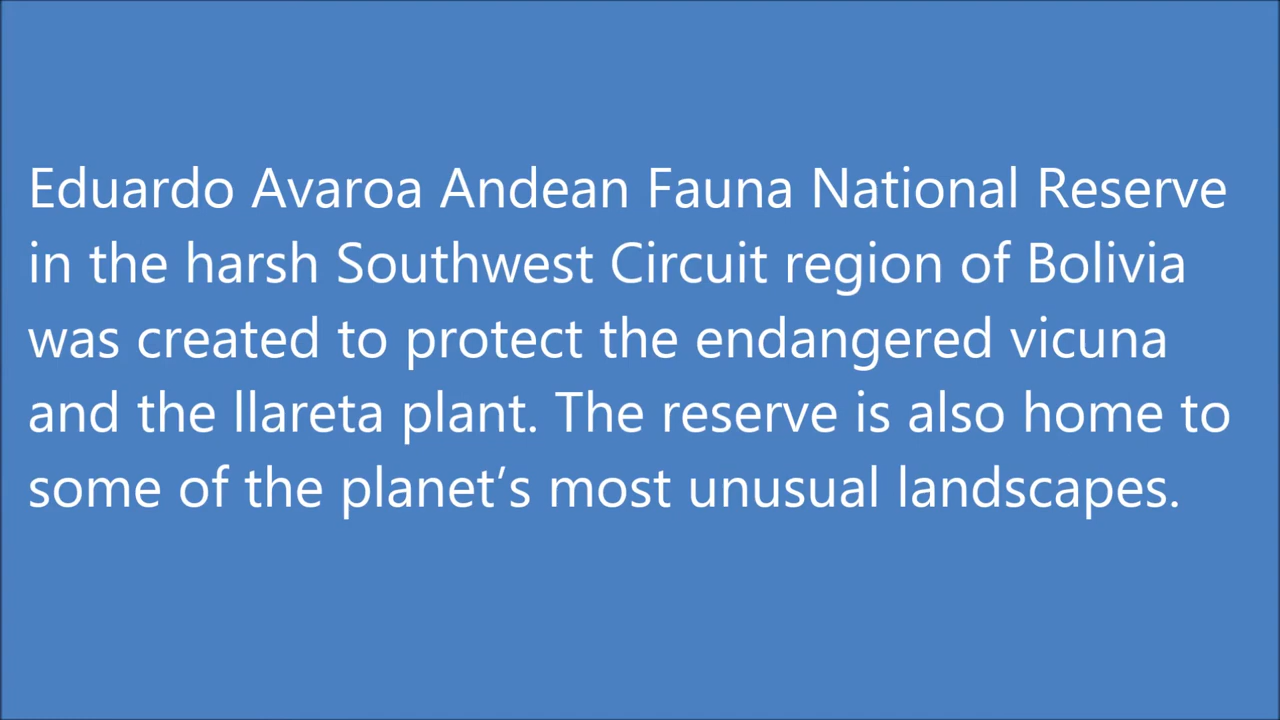 Eduardo Avaroa Andean Fauna National Reserve
in the harsh Southwest Circuit region of Bolivia
was created to protect the endangered vicuna
and the llareta plant. The reserve is also home to
some of the planet’s most unusual landscapes.